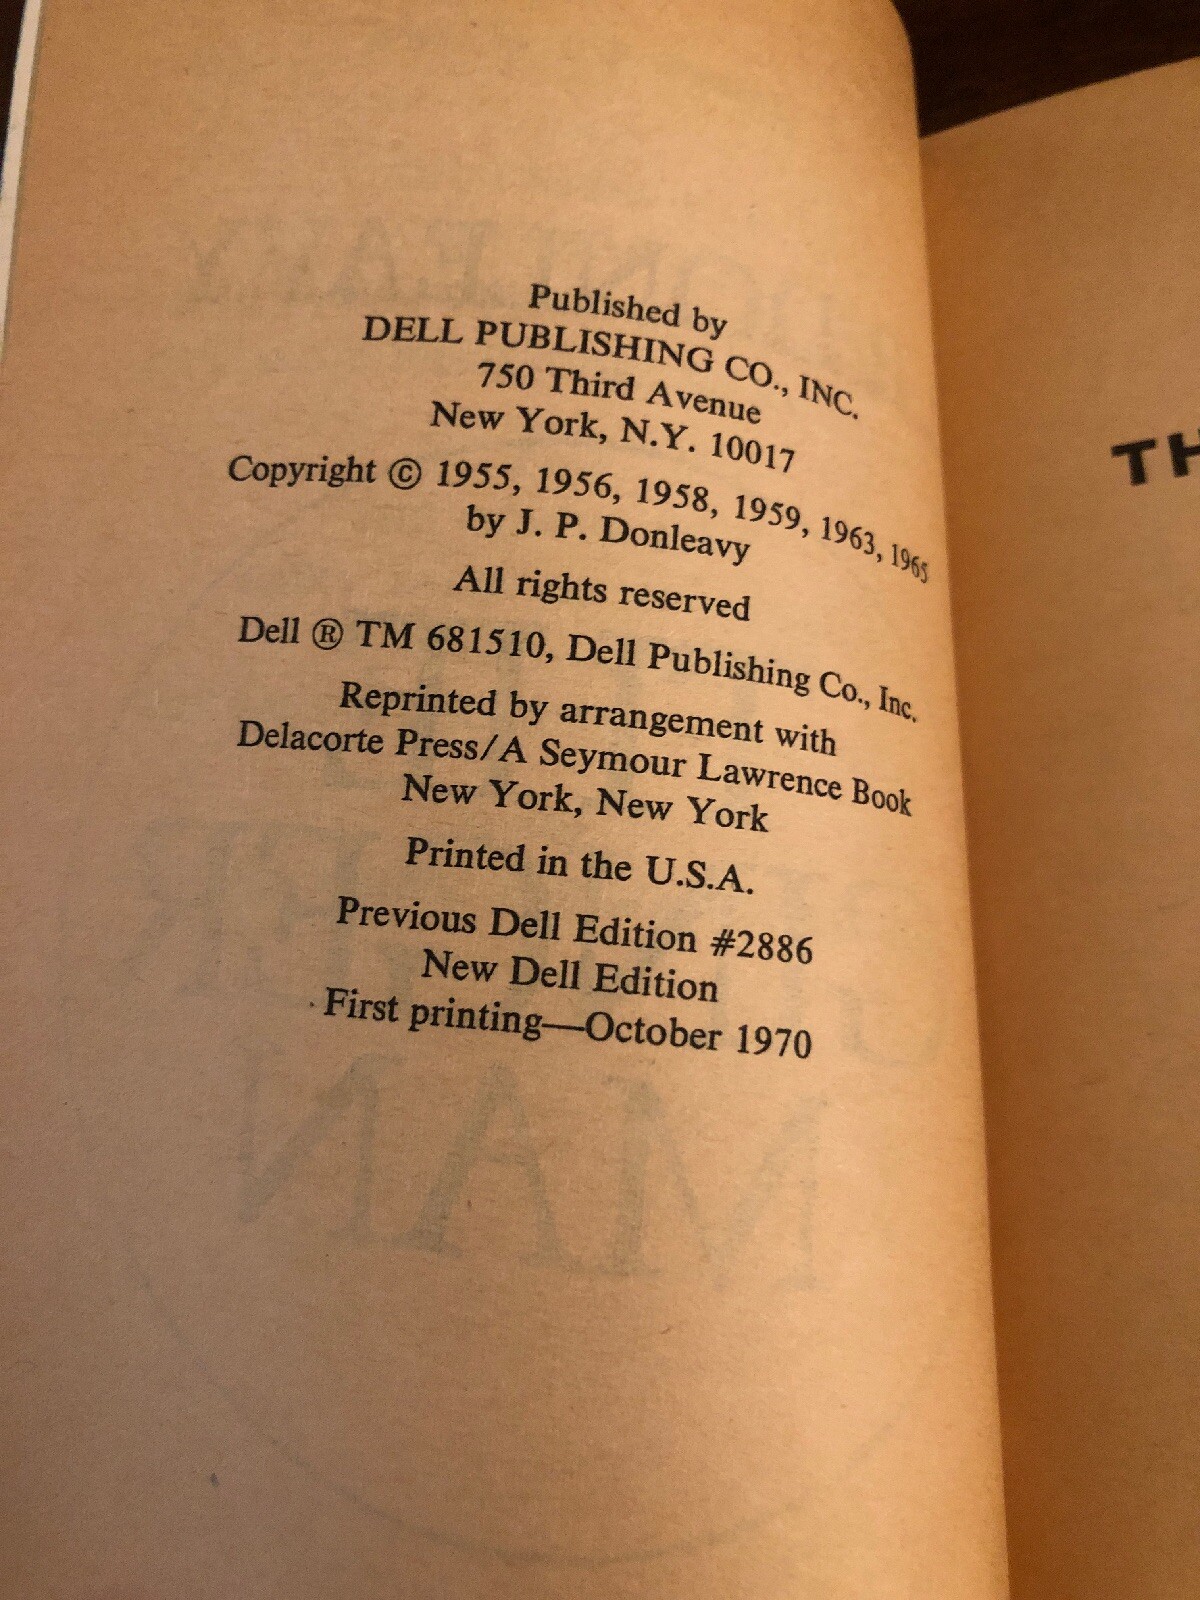 Published by
DELL PUBLISHING CO., INC.
750 Third Avenue
New York, N.Y. 10017
Copyright © 1955, 1956, 1958, 1959, 1963, 1965
by J. P. Donleavy
All rights reserved
Dell ® TM 681510, Dell Publishing Co., Inc.
Reprinted by arrangement with
Delacorte Press/A Seymour Lawrence Book
New York, New York
Printed in the U.S.A.
Previous Dell Edition #2886
New Dell Edition
First printing—October 1970
TH